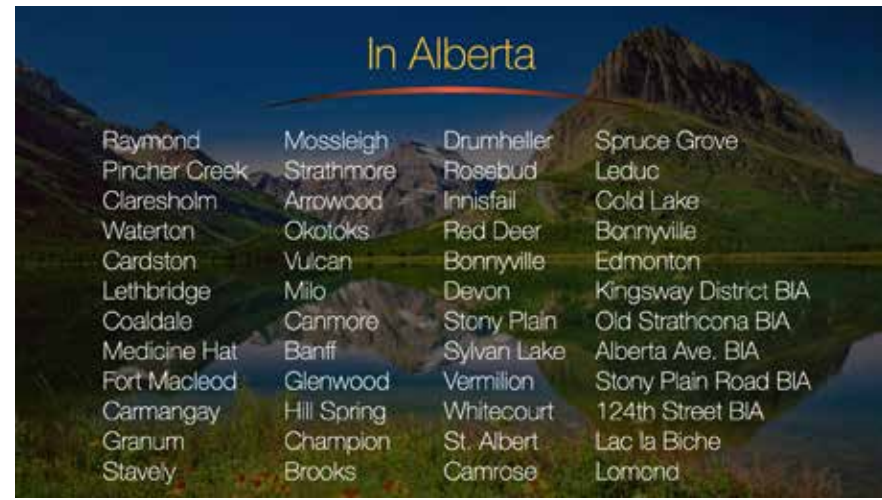 In Alberta
Raymond
Pincher Creek
Claresholm
Waterton
Cardston
Lethbridge
Coaldale
Medicine Hat
Fort Macleod
Carmangay
Granum
Stavely
Mossleigh
Strathmore
Arrowood
Okotoks
Vulcan
Milo
Canmore
Banff
Glenwood
Hill Spring
Champion
Brooks
Drumheller
Rosebud
Innisfail
Red Deer
Bonnyville
Devon
Stony Plain
Sylvan Lake
Vermilion
Whitecourt
St. Albert
Camrose
Spruce Grove
Leduc
Cold Lake
Bonnyville
Edmonton
Kingsway District BIA
Old Strathcona BIA
Alberta Ave. BIA
Stony Plain Road BIA
124th Street BIA
Lac la Biche
Lomond